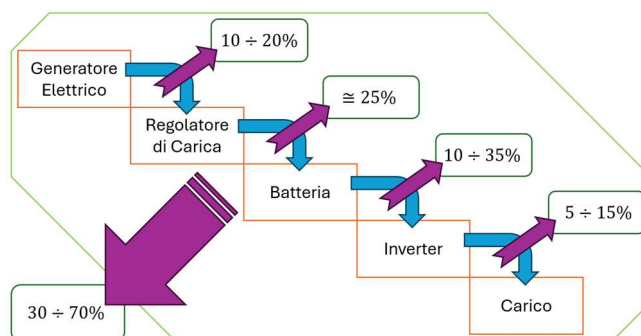 10 ÷ 20%
Generatore
Elettrico
≅ 25%
Regolatore
di Carica
10 ÷ 35%
Batteria
5 ÷ 15%
Inverter
Carico
30 ÷ 70%